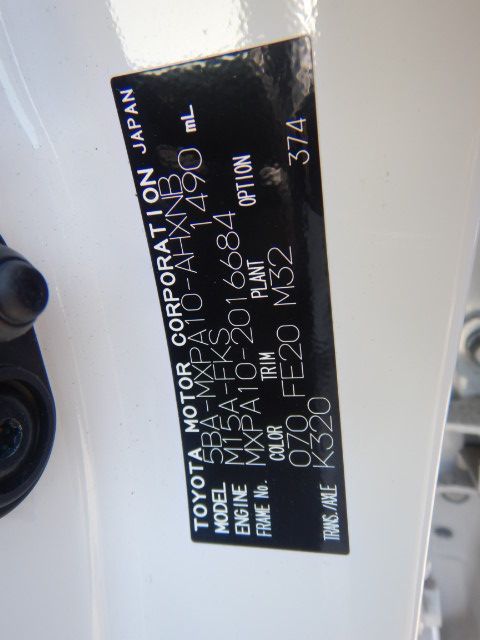 TOYOTA MOTOR CORPORATION JAPAN
MODEL 5BA-MXPA10-AHXNB
ENGINE M15A-FKS 1490 mL
FRAME No. MXPA10-2016684
COLOR TRIM PLANT OPTION
070 FE20 M32 374
TRANS./AXLE K320